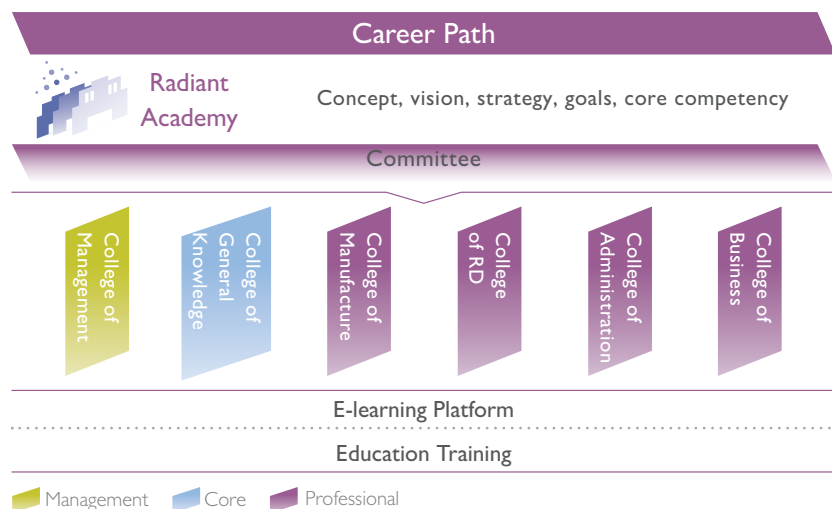 Career Path
Radiant
Academy
Concept, vision, strategy, goals, core competency
Committee
College of
Management
College of
General
Knowledge
College of
Manufacture
College
of RD
College of
Administration
College of
Business
E-learning Platform
Education Training
Management
Core
Professional